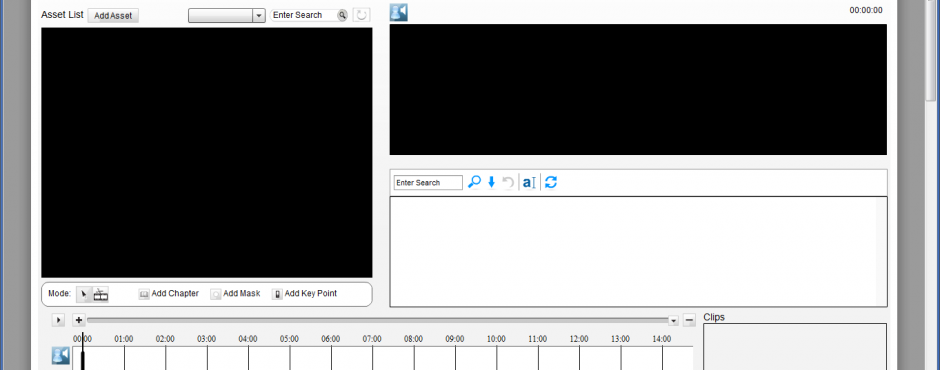 Asset List Add Asset Enter Search
00:00:00
Enter Search
a
Mode: Add Chapter Add Mask Add Key Point
Clips
00:00 01:00 02:00 03:00 04:00 05:00 06:00 07:00 08:00 09:00 10:00 11:00 12:00 13:00 14:00